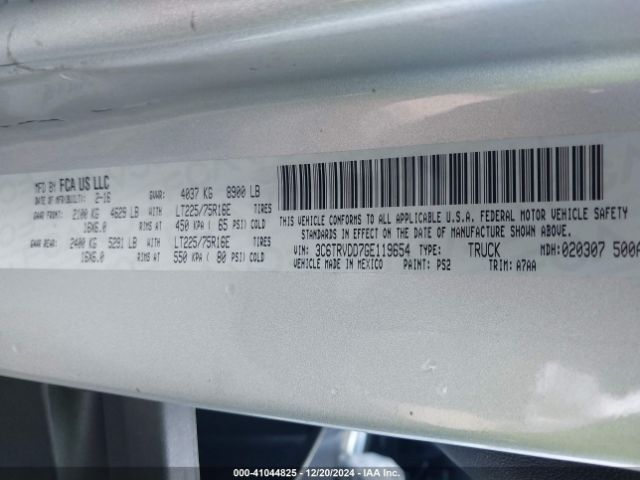 MFD BY FCA US LLC
DATE OF MFR(BUILT): 2-16 GVWR: 4037 KG 8900 LB
GAWR FRONT: 2100 KG 4629 LB WITH LT225/75R16E TIRES
16X6.0 RIMS AT 450 KPA ( 65 PSI) COLD
GAWR REAR: 2400 KG 5291 LB WITH LT225/75R16E TIRES
16X6.0 RIMS AT 550 KPA ( 80 PSI) COLD
THIS VEHICLE CONFORMS TO ALL APPLICABLE U.S.A. FEDERAL MOTOR VEHICLE SAFETY
STANDARDS IN EFFECT ON THE DATE OF MANUFACTURE SHOWN ABOVE.
VIN: 3C6TRVDD7GE119654 TYPE: TRUCK MDH:020307 500A
VEHICLE MADE IN MEXICO PAINT: PS2 TRIM: A7AA
000-41044825 - 12/20/2024 - IAA Inc.